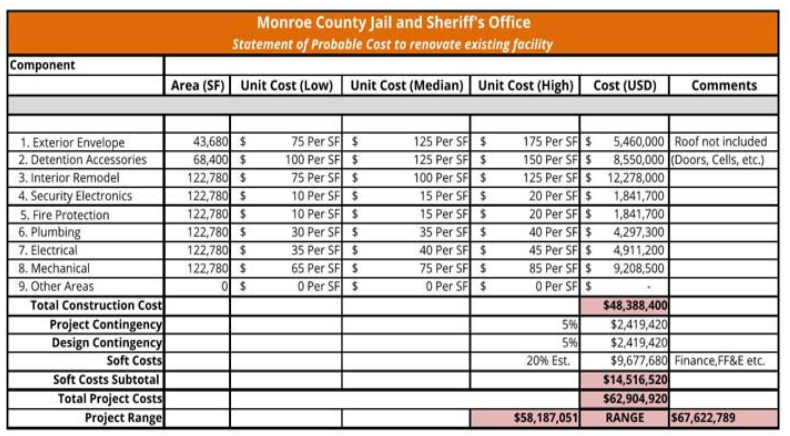 Monroe County Jail and Sheriff's Office
Statement of Probable Cost to renovate existing facility
Component
Area (SF) Unit Cost (Low) Unit Cost (Median) Unit Cost (High) Cost (USD) Comments
1. Exterior Envelope 43,680 $ 75 Per SF $ 125 Per SF $ 175 Per SF $ 5,460,000 Roof not included
2. Detention Accessories 68,400 $ 100 Per SF $ 125 Per SF $ 150 Per SF $ 8,550,000 (Doors, Cells, etc.)
3. Interior Remodel 122,780 $ 75 Per SF $ 100 Per SF $ 125 Per SF $ 12,278,000
4. Security Electronics 122,780 $ 10 Per SF $ 15 Per SF $ 20 Per SF $ 1,841,700
5. Fire Protection 122,780 $ 10 Per SF $ 15 Per SF $ 20 Per SF $ 1,841,700
6. Plumbing 122,780 $ 30 Per SF $ 35 Per SF $ 40 Per SF $ 4,297,300
7. Electrical 122,780 $ 35 Per SF $ 40 Per SF $ 45 Per SF $ 4,911,200
8. Mechanical 122,780 $ 65 Per SF $ 75 Per SF $ 85 Per SF $ 9,208,500
9. Other Areas 0 $ 0 Per SF $ 0 Per SF $ 0 Per SF $ -
Total Construction Cost $48,388,400
Project Contingency 5% $2,419,420
Design Contingency 5% $2,419,420
Soft Costs 20% Est. $9,677,680 Finance,FF&E etc.
Soft Costs Subtotal $14,516,520
Total Project Costs $62,904,920
Project Range $58,187,051 RANGE $67,622,789